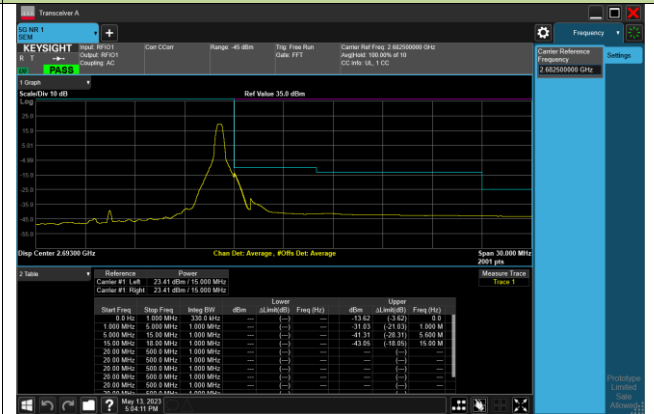 Transceiver A
5G NR 1
SEM
Frequency
KEYSIGHT
R T
PASS
Input: RFIO1
Output: RFIO1
Coupling: AC
Corr CCorr
Range: -45 dBm
Trig: Free Run
Gate: FFT
Carrier Ref Freq: 2.682500000 GHz
Avg|Hold: 100.00% of 10
CC Info: UL, 1 CC
Carrier Reference
Frequency
2.682500000 GHz
Settings
1 Graph
Scale/Div 10 dB
Ref Value 35.0 dBm
Log
25.0
15.0
5.01
-4.99
-15.0
-25.0
-35.0
-45.0
-55.0
Disp Center 2.69300 GHz
Chan Det: Average , #Offs Det: Average
Span 30.000 MHz
2001 pts
2 Table
Reference Power
Carrier #1: Left 23.41 dBm / 15.000 MHz
Carrier #1: Right 23.41 dBm / 15.000 MHz
Measure Trace
Trace 1
Lower Upper
Start Freq Stop Freq Integ BW dBm ΔLimit(dB) Freq (Hz) dBm ΔLimit(dB) Freq (Hz)
0.0 Hz 1.000 MHz 330.0 kHz --- (---) --- -13.62 (-3.62) 0.0
1.000 MHz 5.000 MHz 1.000 MHz --- (---) --- -31.03 (-21.03) 1.000 M
5.000 MHz 15.00 MHz 1.000 MHz --- (---) --- -41.31 (-28.31) 5.600 M
15.00 MHz 18.00 MHz 1.000 MHz --- (---) --- -43.05 (-18.05) 15.00 M
20.00 MHz 500.0 MHz 1.000 MHz --- (---) --- --- (---) ---
20.00 MHz 500.0 MHz 1.000 MHz --- (---) --- --- (---) ---
20.00 MHz 500.0 MHz 1.000 MHz --- (---) --- --- (---) ---
20.00 MHz 500.0 MHz 1.000 MHz --- (---) --- --- (---) ---
20.00 MHz 500.0 MHz 1.000 MHz --- (---) --- --- (---) ---
May 13, 2023
5:04:11 PM
Prototype
Limited
Sale
Allowed